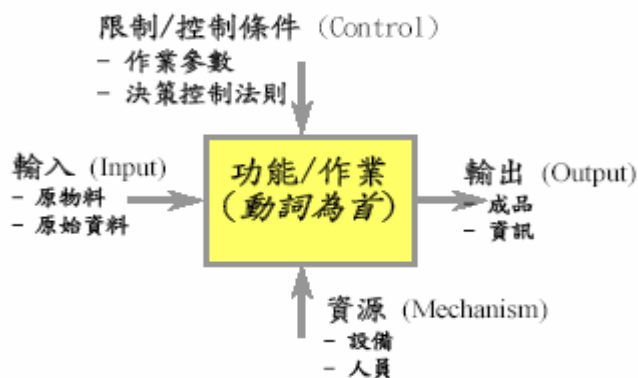 限制/控制條件 (Control)
- 作業參數
- 決策控制法則
輸入 (Input)
- 原物料
- 原始資料
功能/作業
(動詞為首)
輸出 (Output)
- 成品
- 資訊
資源 (Mechanism)
- 設備
- 人員